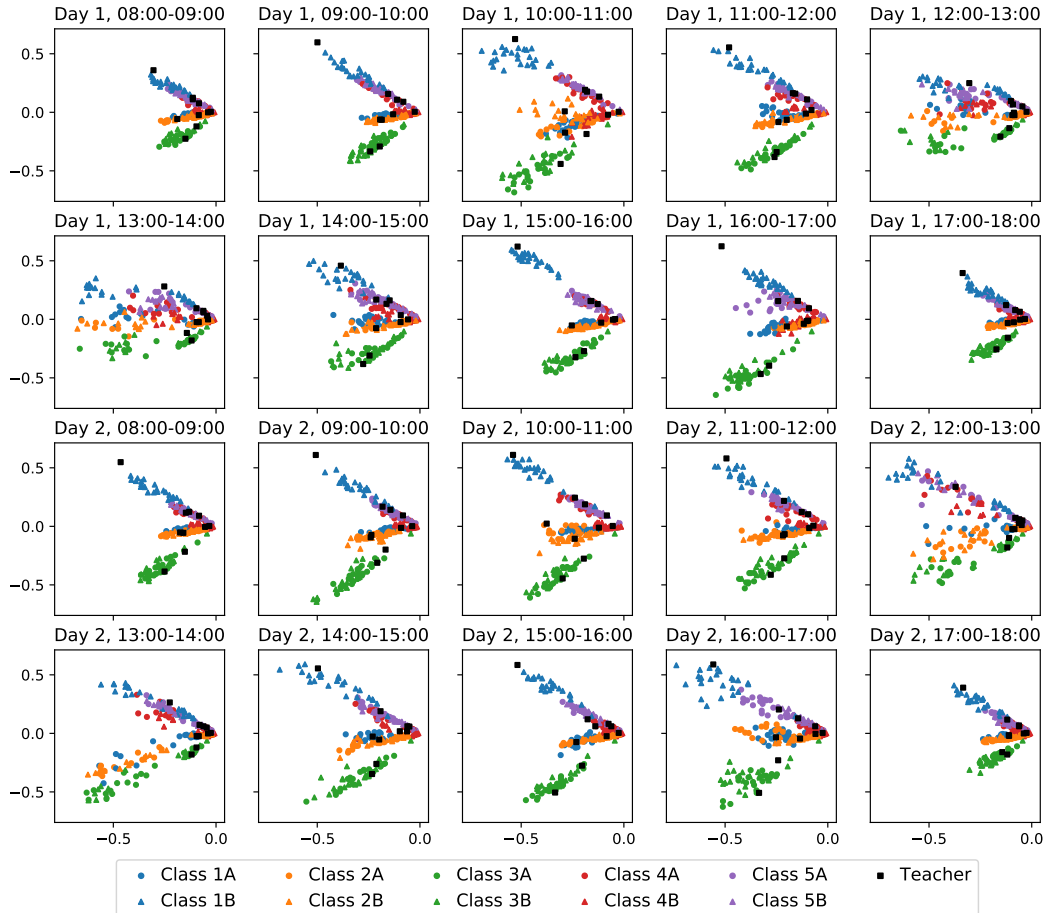 Day 1, 08:00-09:00 Day 1, 09:00-10:00 Day 1, 10:00-11:00 Day 1, 11:00-12:00 Day 1, 12:00-13:00
0.5
0.0
−0.5
Day 1, 13:00-14:00 Day 1, 14:00-15:00 Day 1, 15:00-16:00 Day 1, 16:00-17:00 Day 1, 17:00-18:00
0.5
0.0
−0.5
Day 2, 08:00-09:00 Day 2, 09:00-10:00 Day 2, 10:00-11:00 Day 2, 11:00-12:00 Day 2, 12:00-13:00
0.5
0.0
−0.5
Day 2, 13:00-14:00 Day 2, 14:00-15:00 Day 2, 15:00-16:00 Day 2, 16:00-17:00 Day 2, 17:00-18:00
0.5
0.0
−0.5
−0.5 0.0 −0.5 0.0 −0.5 0.0 −0.5 0.0 −0.5 0.0
Class 1A Class 2A Class 3A Class 4A Class 5A Teacher
Class 1B Class 2B Class 3B Class 4B Class 5B